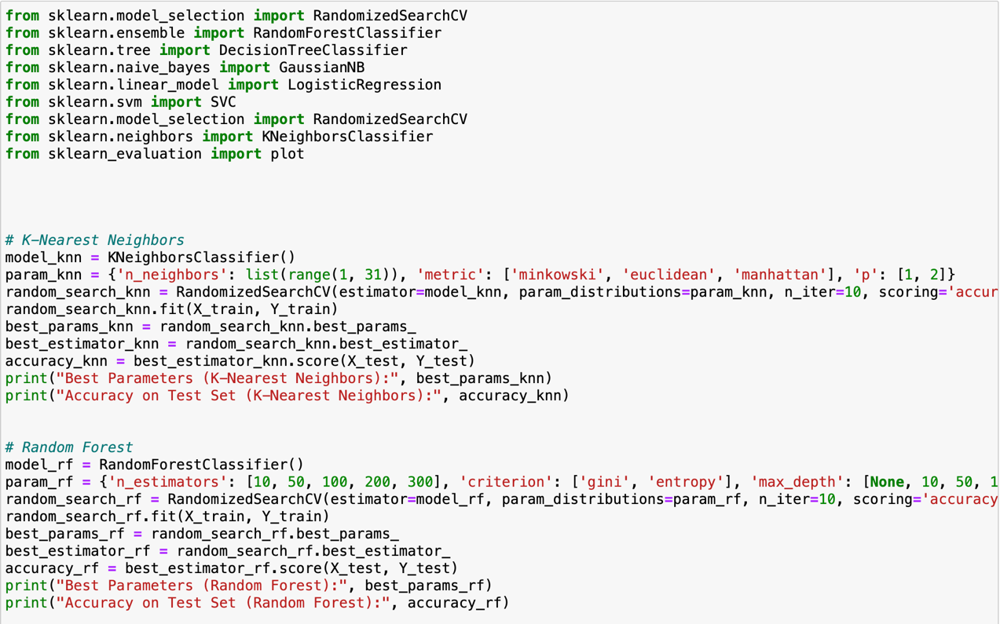 from sklearn.model_selection import RandomizedSearchCV
from sklearn.ensemble import RandomForestClassifier
from sklearn.tree import DecisionTreeClassifier
from sklearn.naive_bayes import GaussianNB
from sklearn.linear_model import LogisticRegression
from sklearn.svm import SVC
from sklearn.model_selection import RandomizedSearchCV
from sklearn.neighbors import KNeighborsClassifier
from sklearn_evaluation import plot
# K-Nearest Neighbors
model_knn = KNeighborsClassifier()
param_knn = {'n_neighbors': list(range(1, 31)), 'metric': ['minkowski', 'euclidean', 'manhattan'], 'p': [1, 2]}
random_search_knn = RandomizedSearchCV(estimator=model_knn, param_distributions=param_knn, n_iter=10, scoring='accur
random_search_knn.fit(X_train, Y_train)
best_params_knn = random_search_knn.best_params_
best_estimator_knn = random_search_knn.best_estimator_
accuracy_knn = best_estimator_knn.score(X_test, Y_test)
print("Best Parameters (K-Nearest Neighbors):", best_params_knn)
print("Accuracy on Test Set (K-Nearest Neighbors):", accuracy_knn)
# Random Forest
model_rf = RandomForestClassifier()
param_rf = {'n_estimators': [10, 50, 100, 200, 300], 'criterion': ['gini', 'entropy'], 'max_depth': [None, 10, 50, 1
random_search_rf = RandomizedSearchCV(estimator=model_rf, param_distributions=param_rf, n_iter=10, scoring='accuracy
random_search_rf.fit(X_train, Y_train)
best_params_rf = random_search_rf.best_params_
best_estimator_rf = random_search_rf.best_estimator_
accuracy_rf = best_estimator_rf.score(X_test, Y_test)
print("Best Parameters (Random Forest):", best_params_rf)
print("Accuracy on Test Set (Random Forest):", accuracy_rf)